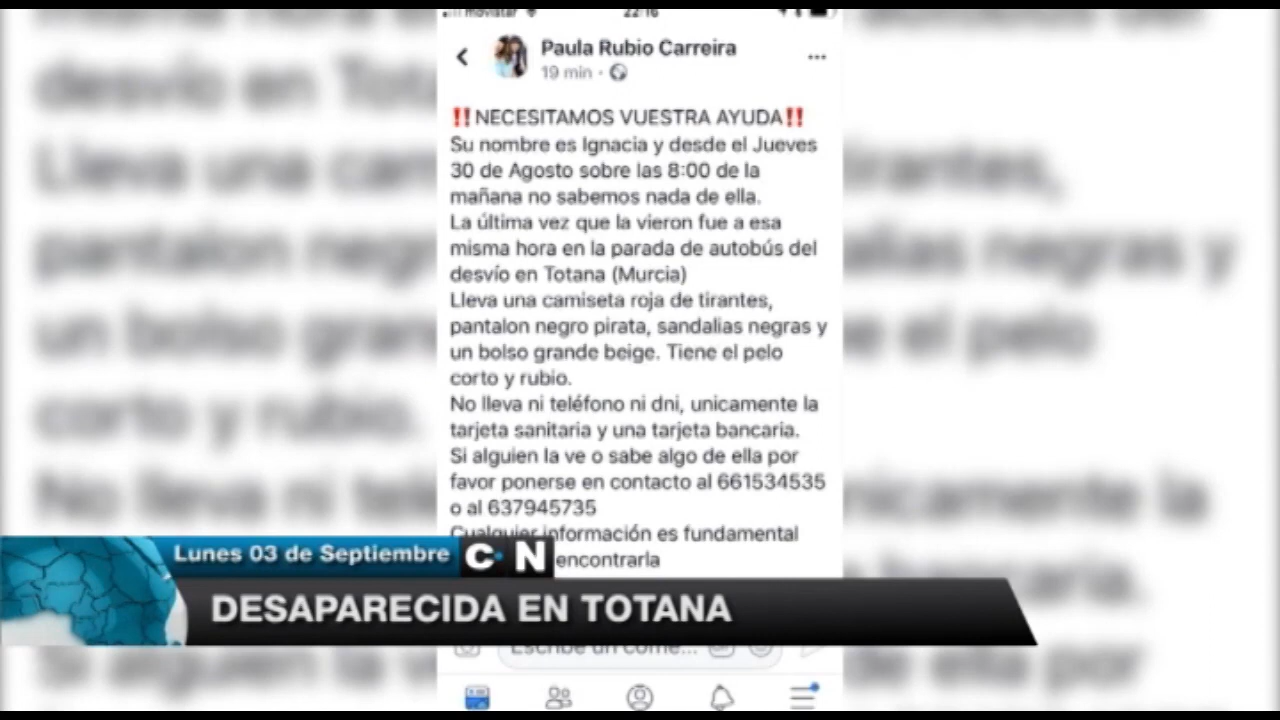 movistar
22:16
Paula Rubio Carreira
19 min ·
‼NECESITAMOS VUESTRA AYUDA‼
Su nombre es Ignacia y desde el Jueves
30 de Agosto sobre las 8:00 de la
mañana no sabemos nada de ella.
La última vez que la vieron fue a esa
misma hora en la parada de autobús del
desvío en Totana (Murcia)
Lleva una camiseta roja de tirantes,
pantalon negro pirata, sandalias negras y
un bolso grande beige. Tiene el pelo
corto y rubio.
No lleva ni teléfono ni dni, unicamente la
tarjeta sanitaria y una tarjeta bancaria.
Si alguien la ve o sabe algo de ella por
favor ponerse en contacto al 661534535
o al 637945735
Cualquier información es fundamental
encontrarla
Lunes 03 de Septiembre C·N
DESAPARECIDA EN TOTANA
Escribe un come...